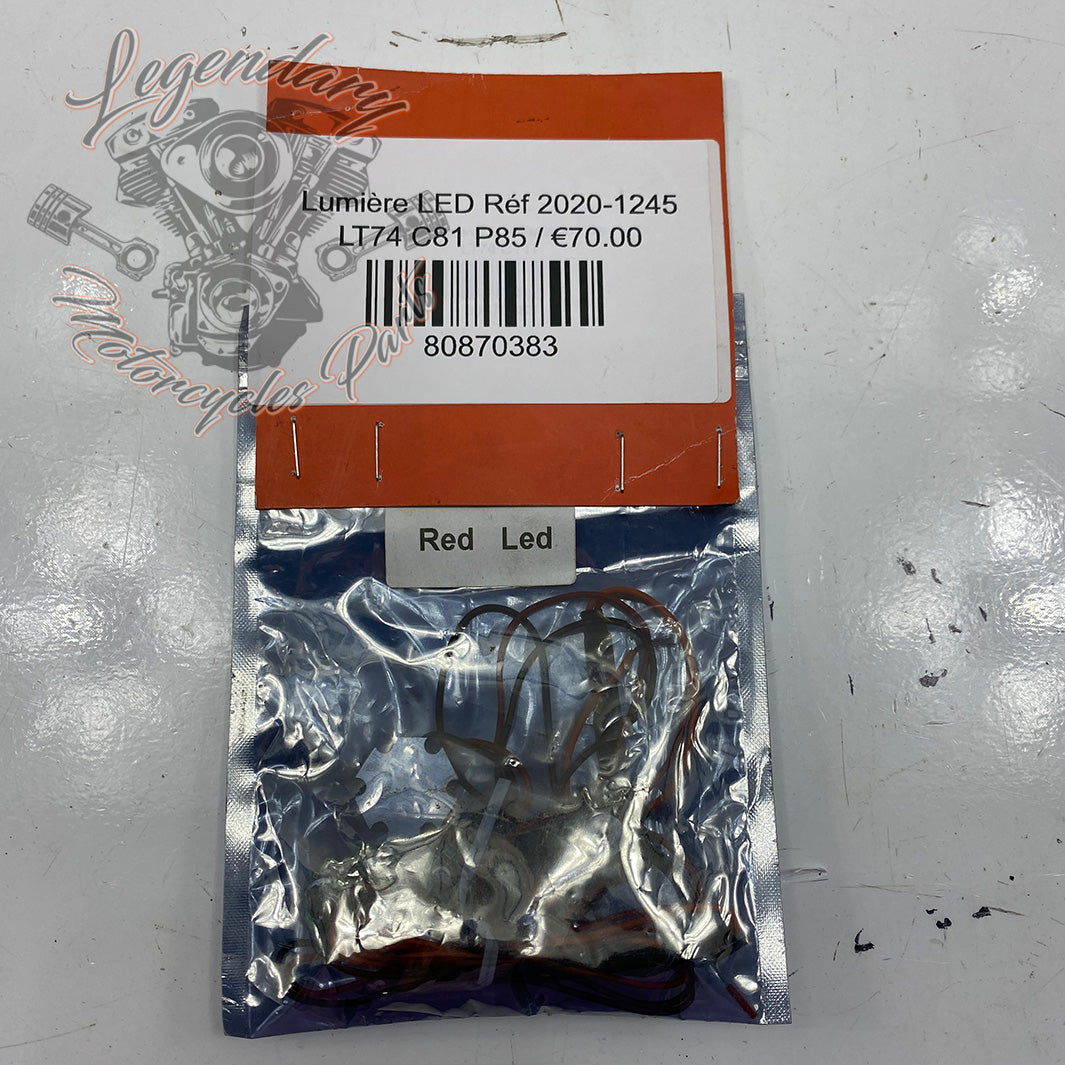 Legendary
Lumière LED Réf 2020-1245
LT74 C81 P85 / €70.00
80870383
Motorcycles Parts
Red Led